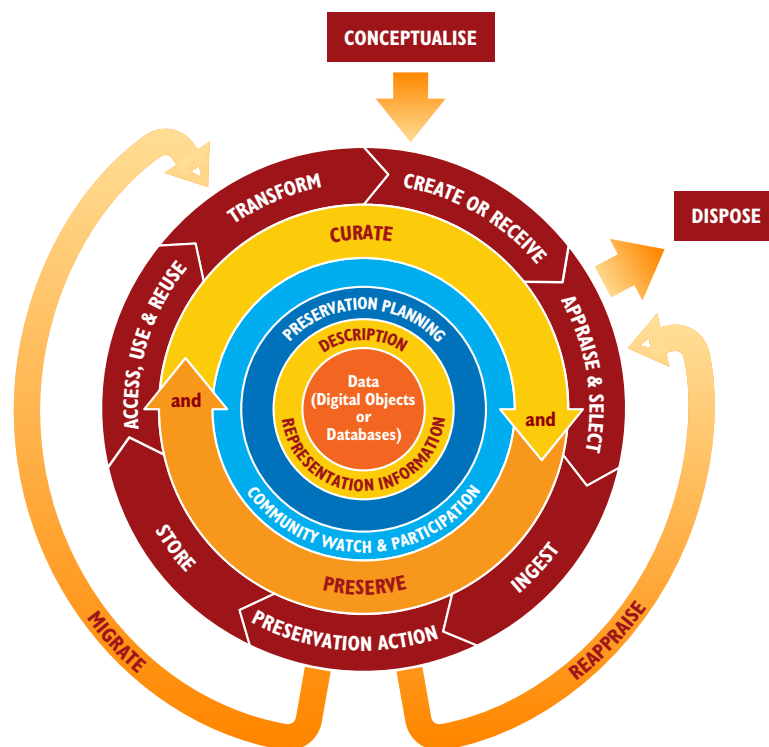 CONCEPTUALISE
DISPOSE
TRANSFORM
CREATE OR RECEIVE
APPRAISE & SELECT
INGEST
PRESERVATION ACTION
STORE
ACCESS, USE & REUSE
CURATE
and
PRESERVE
and
COMMUNITY WATCH & PARTICIPATION
PRESERVATION PLANNING
DESCRIPTION
REPRESENTATION INFORMATION
Data
(Digital Objects
or
Databases)
MIGRATE
REAPPRAISE